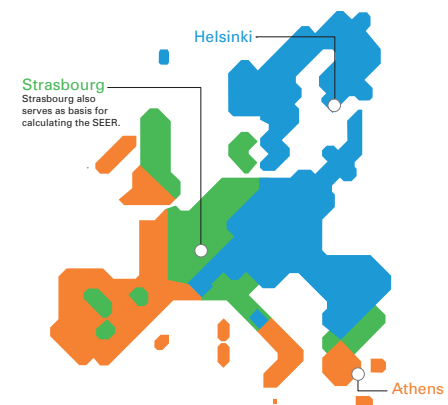 Helsinki
Strasbourg
Strasbourg also
serves as basis for
calculating the SEER.
Athens